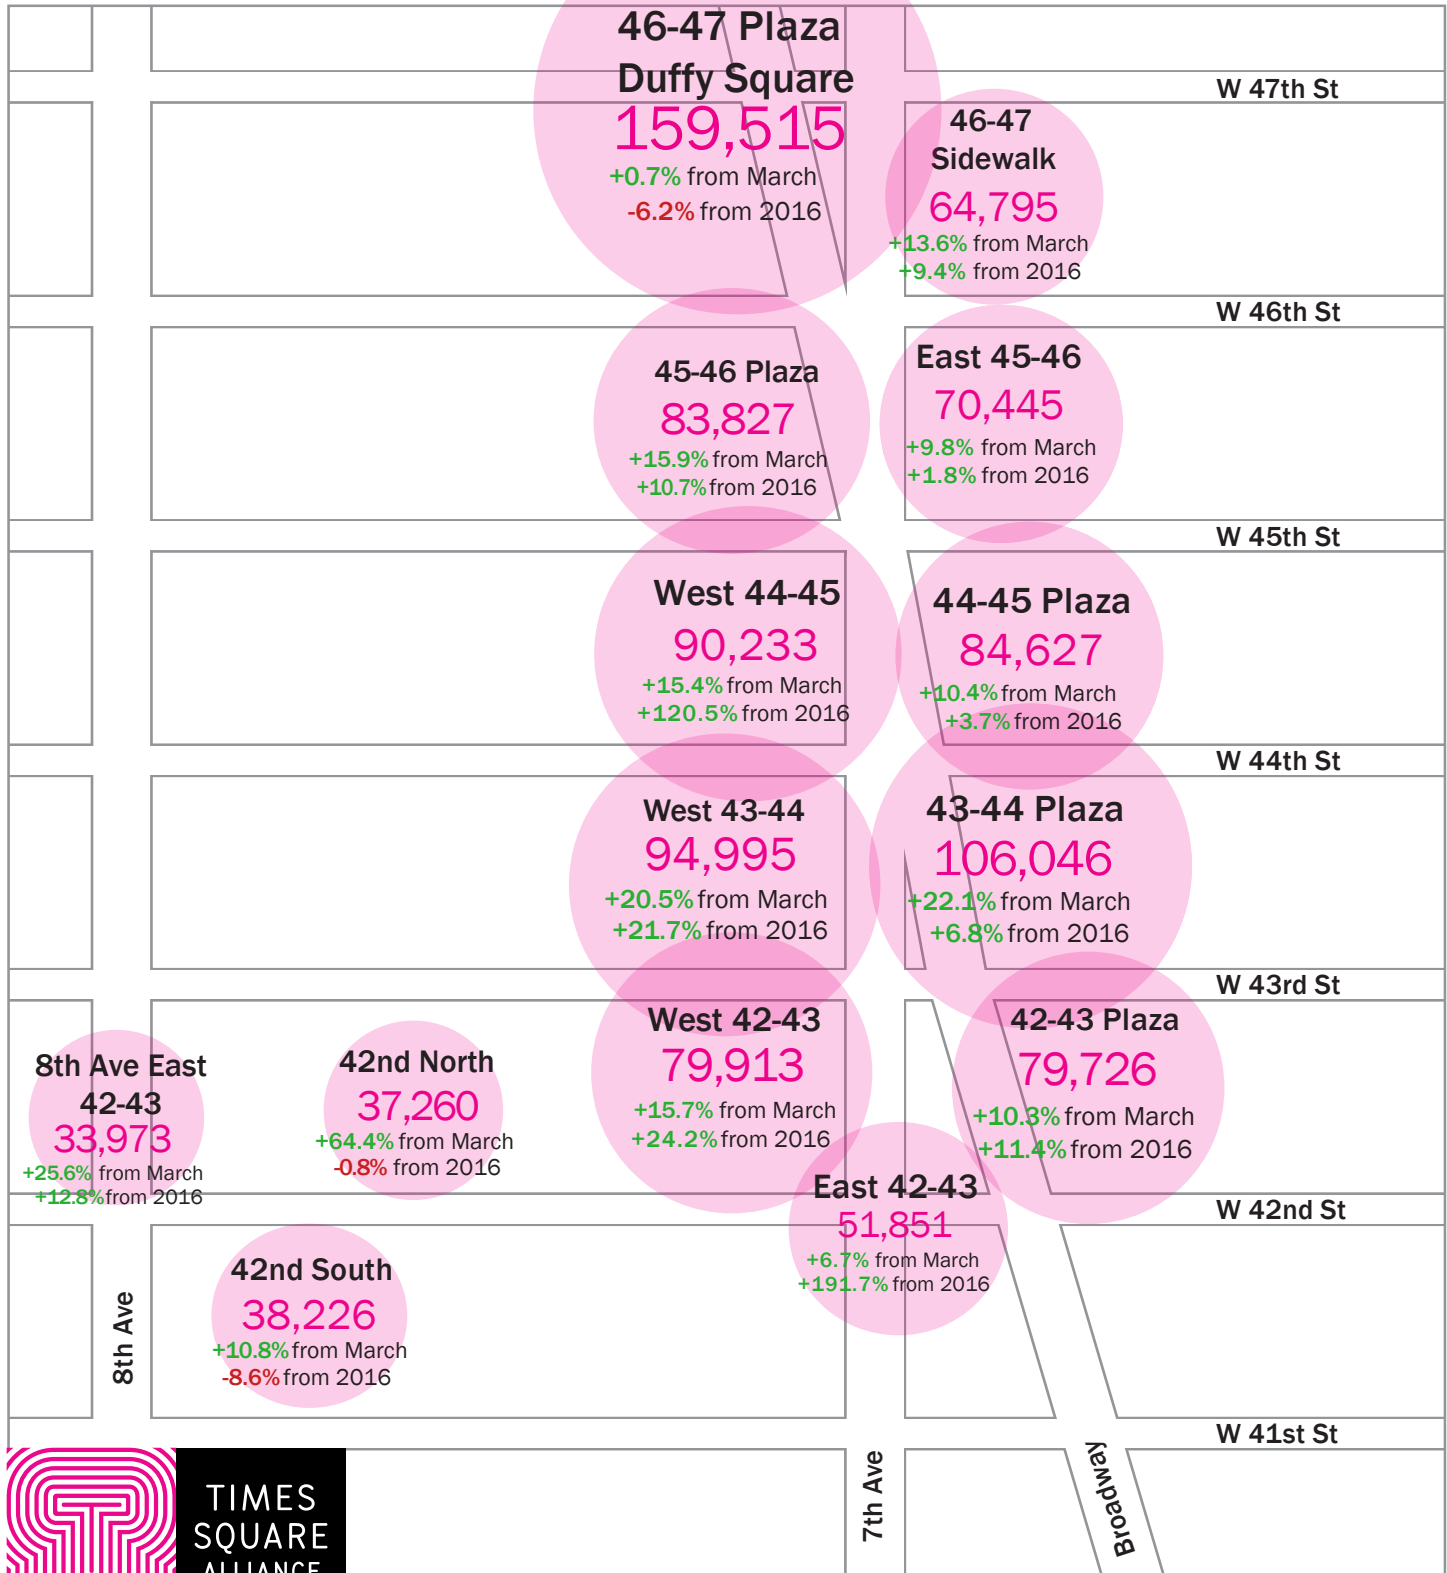 46-47 Plaza
Duffy Square
159,515
+0.7% from March
-6.2% from 2016
W 47th St
46-47
Sidewalk
64,795
+13.6% from March
+9.4% from 2016
W 46th St
45-46 Plaza
83,827
+15.9% from March
+10.7% from 2016
East 45-46
70,445
+9.8% from March
+1.8% from 2016
W 45th St
West 44-45
90,233
+15.4% from March
+120.5% from 2016
44-45 Plaza
84,627
+10.4% from March
+3.7% from 2016
W 44th St
West 43-44
94,995
+20.5% from March
+21.7% from 2016
43-44 Plaza
106,046
+22.1% from March
+6.8% from 2016
W 43rd St
8th Ave East
42-43
33,973
+25.6% from March
+12.8% from 2016
42nd North
37,260
+64.4% from March
-0.8% from 2016
West 42-43
79,913
+15.7% from March
+24.2% from 2016
42-43 Plaza
79,726
+10.3% from March
+11.4% from 2016
East 42-43
51,851
+6.7% from March
+191.7% from 2016
W 42nd St
42nd South
38,226
+10.8% from March
-8.6% from 2016
8th Ave
W 41st St
7th Ave
Broadway
TIMES
SQUARE
ALLIANCE